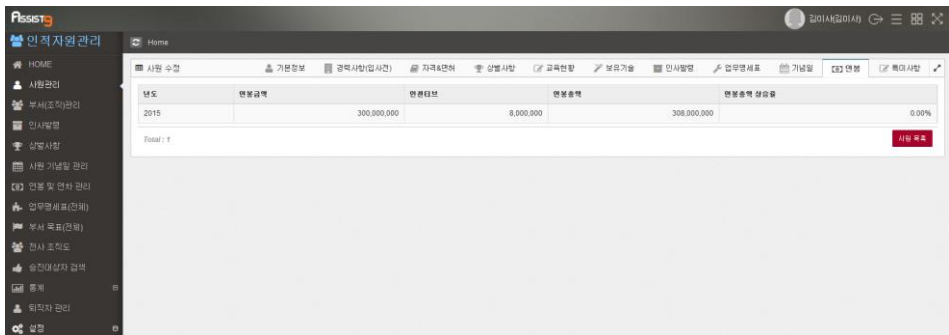 Assist9
김이사(김이사)
인적자원관리
Home
HOME
사원관리
부서(조직)관리
인사발령
상벌사항
사원 기념일 관리
연봉 및 연차 관리
업무명세표(전체)
부서 목표(전체)
전사 조직도
승진대상자 검색
통계
퇴직자 관리
설정
사원 수정
기본정보 경력사항(입사전) 자격&면허 상벌사항 교육현황 보유기술 인사발령 업무명세표 기념일 연봉 특이사항
년도 연봉금액 인센티브 연봉총액 연봉총액 상승율
2015 300,000,000 8,000,000 308,000,000 0.00%
Total : 1
사원 목록